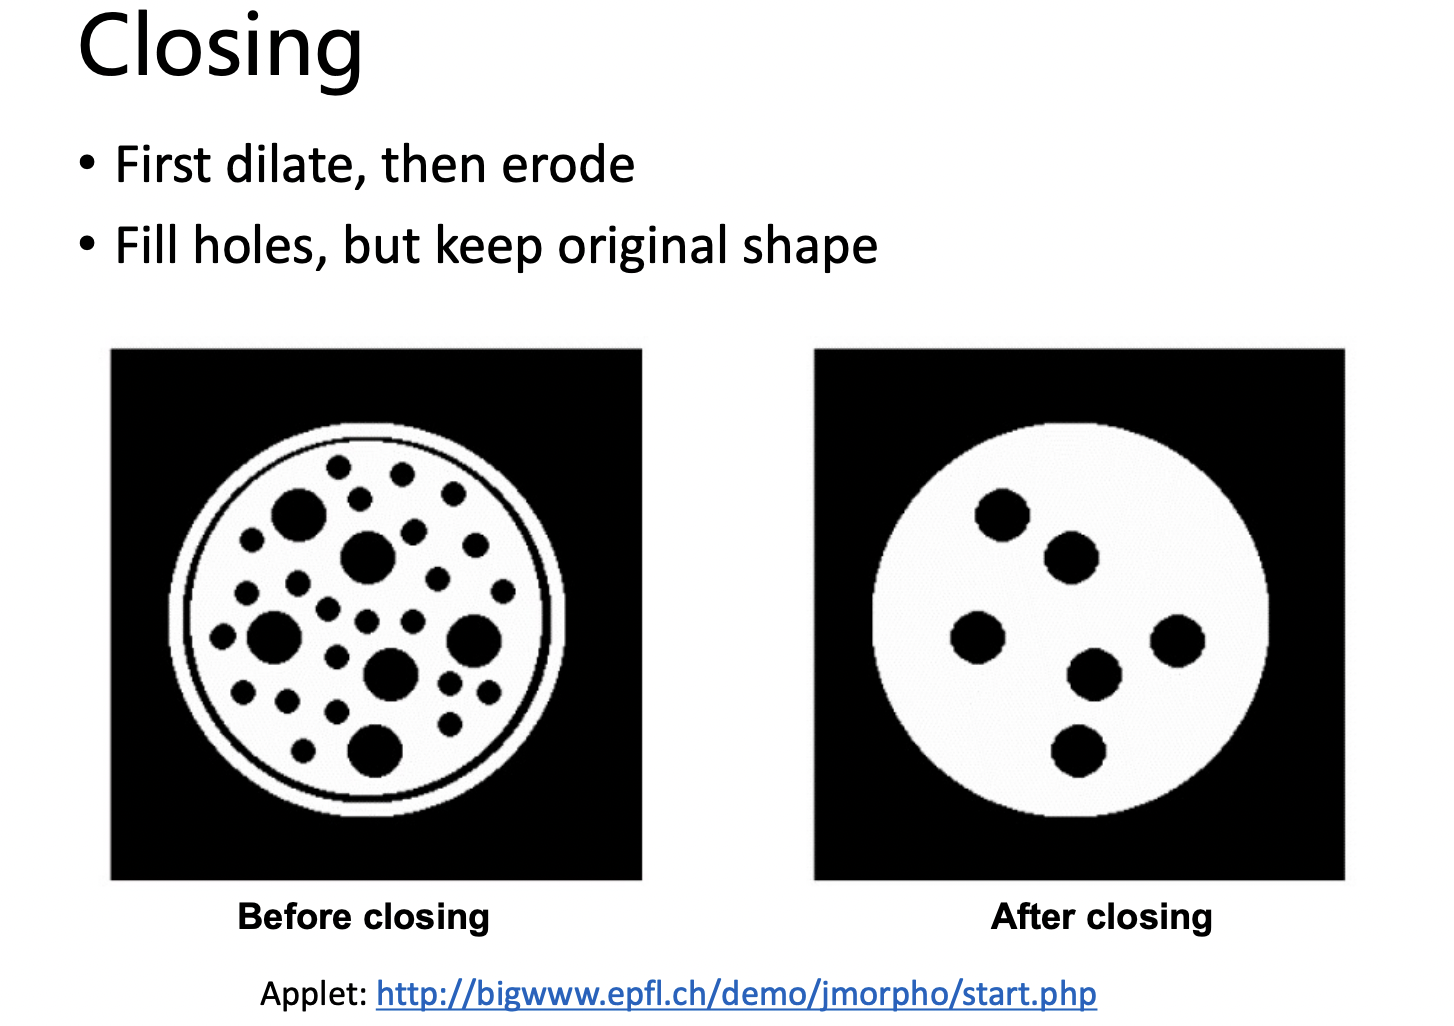 Closing
• First dilate, then erode
• Fill holes, but keep original shape
Before closing
After closing
Applet: http://bigwww.epfl.ch/demo/jmorpho/start.php